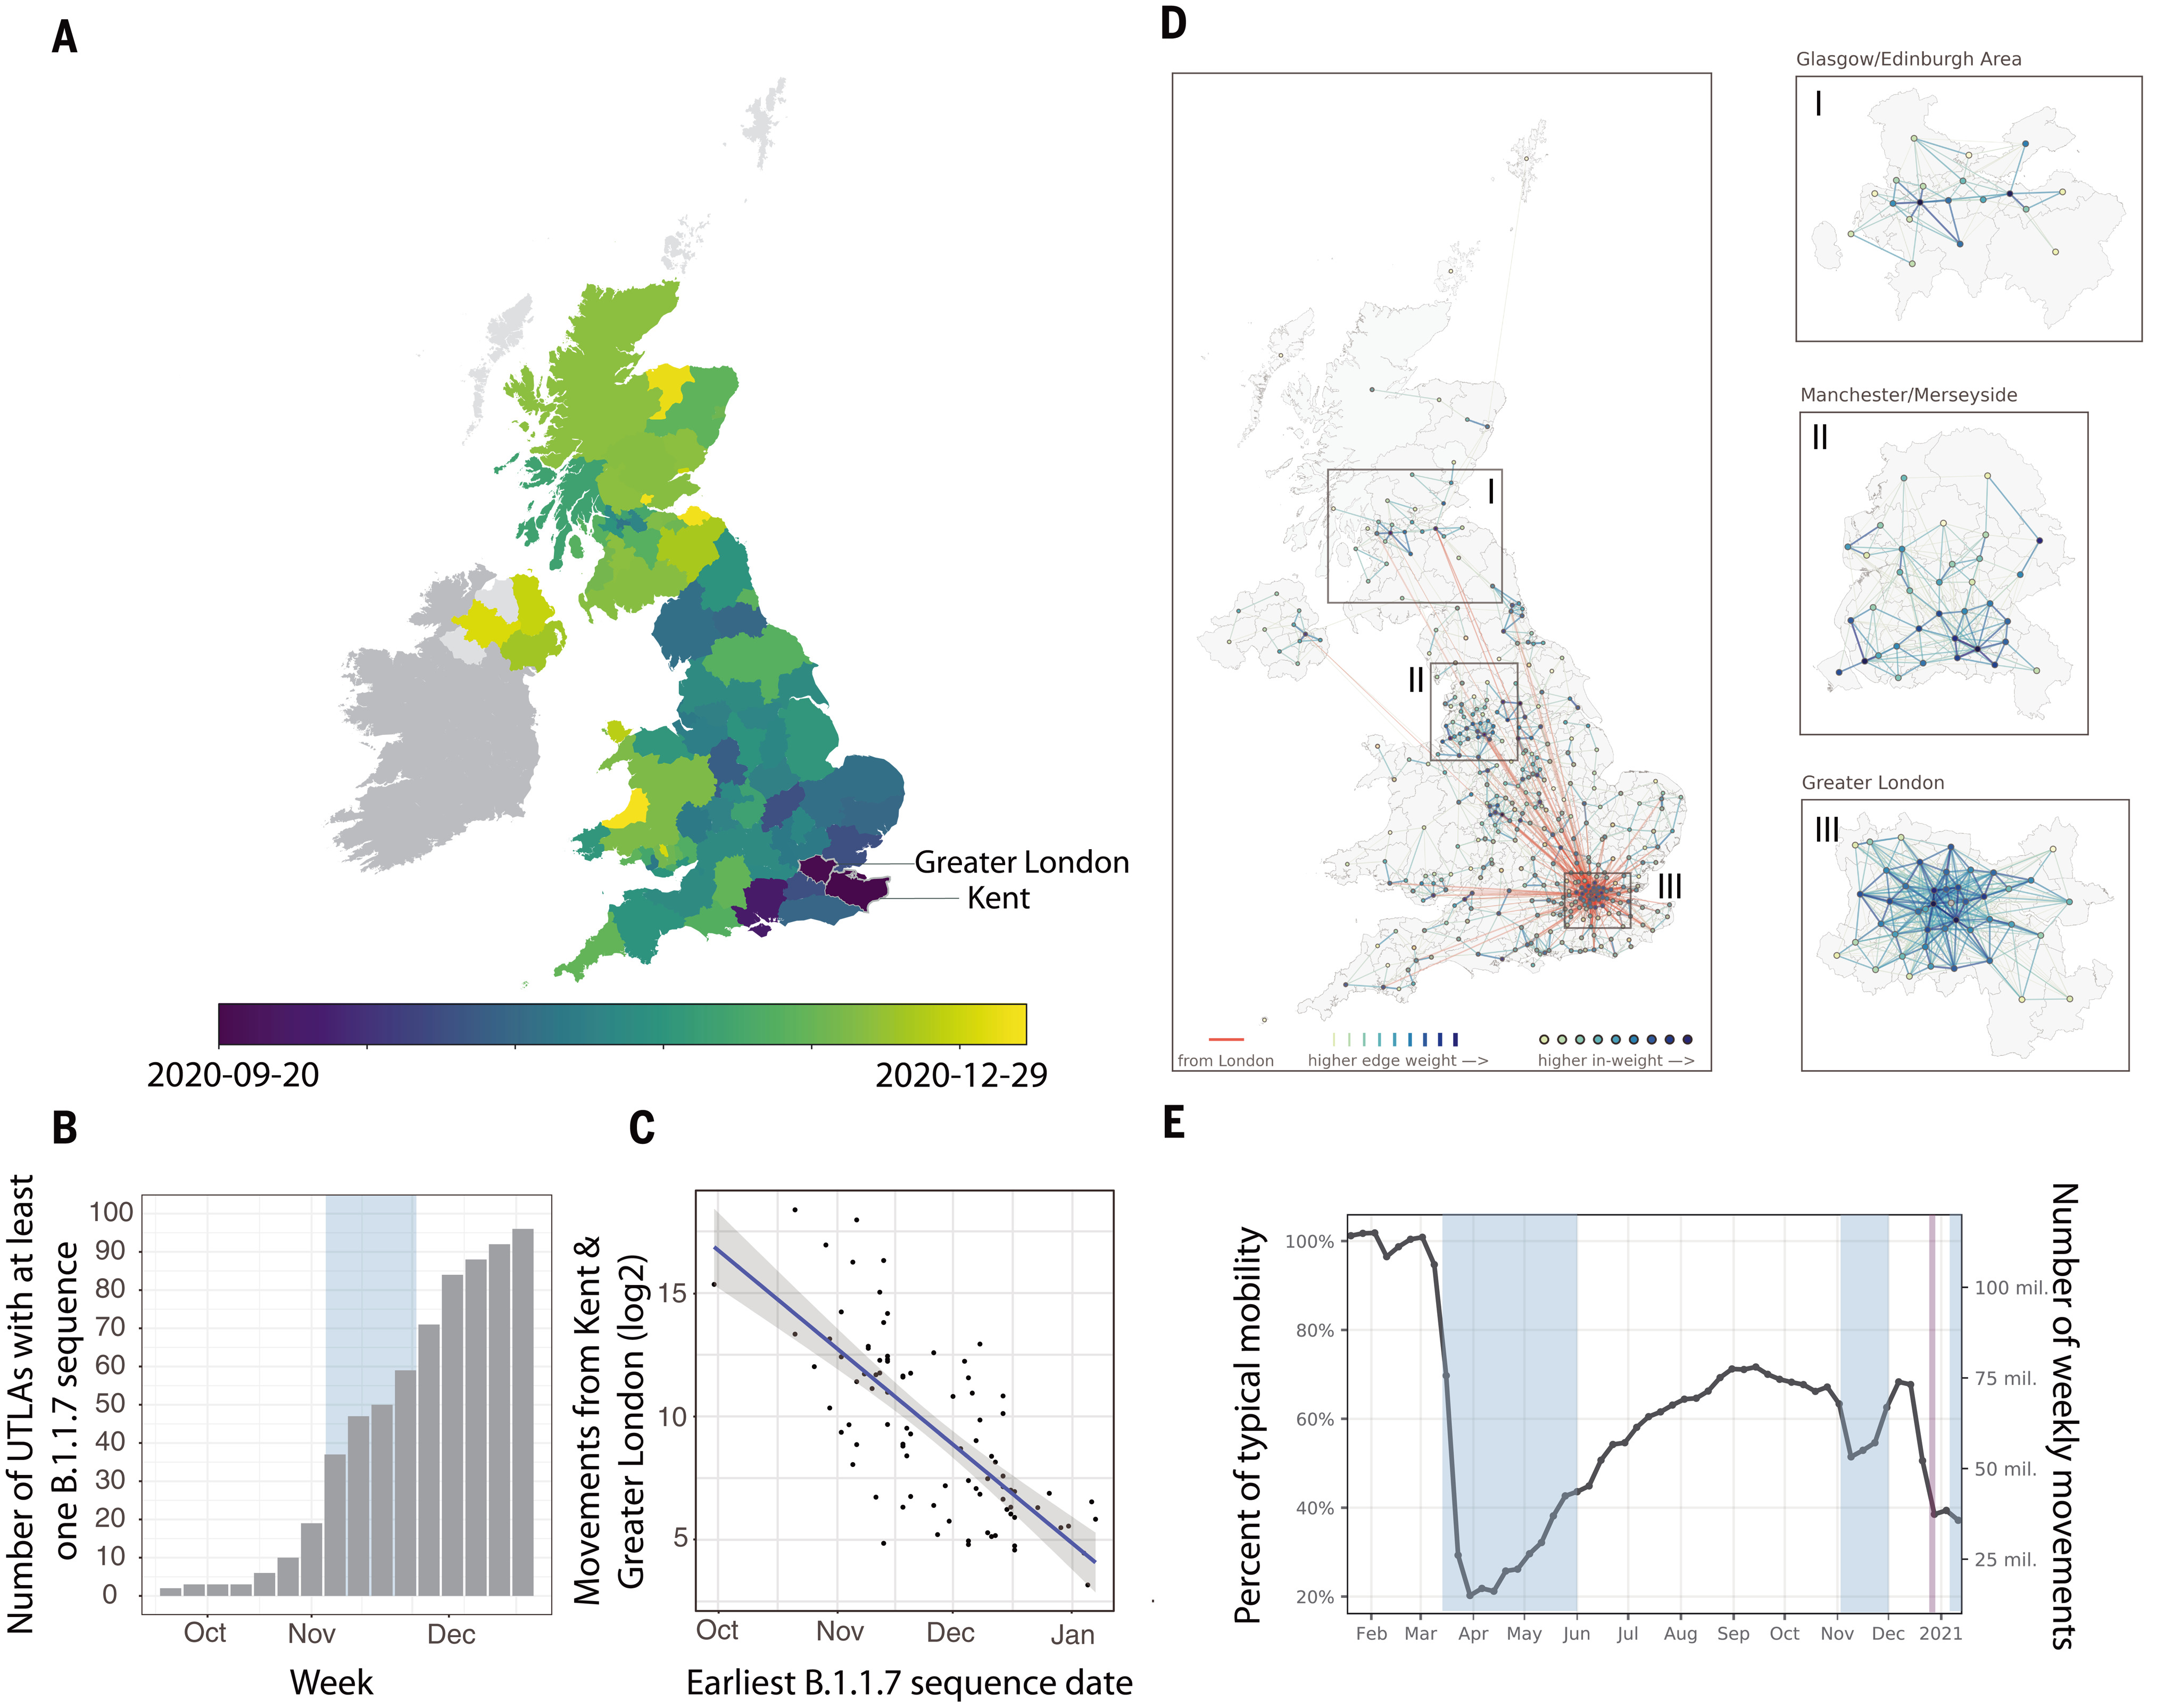 A
Greater London
Kent
2020-09-20
2020-12-29
B
Number of UTLAs with at least
one B.1.1.7 sequence
100
90
80
70
60
50
40
30
20
10
0
Oct
Nov
Dec
Week
C
Movements from Kent &
Greater London (log2)
15
10
5
Oct
Nov
Dec
Jan
Earliest B.1.1.7 sequence date
D
I
II
III
from London
higher edge weight —>
higher in-weight —>
Glasgow/Edinburgh Area
I
Manchester/Merseyside
II
Greater London
III
E
Percent of typical mobility
100%
80%
60%
40%
20%
Feb
Mar
Apr
May
Jun
Jul
Aug
Sep
Oct
Nov
Dec
2021
100 mil.
75 mil.
50 mil.
25 mil.
Number of weekly movements